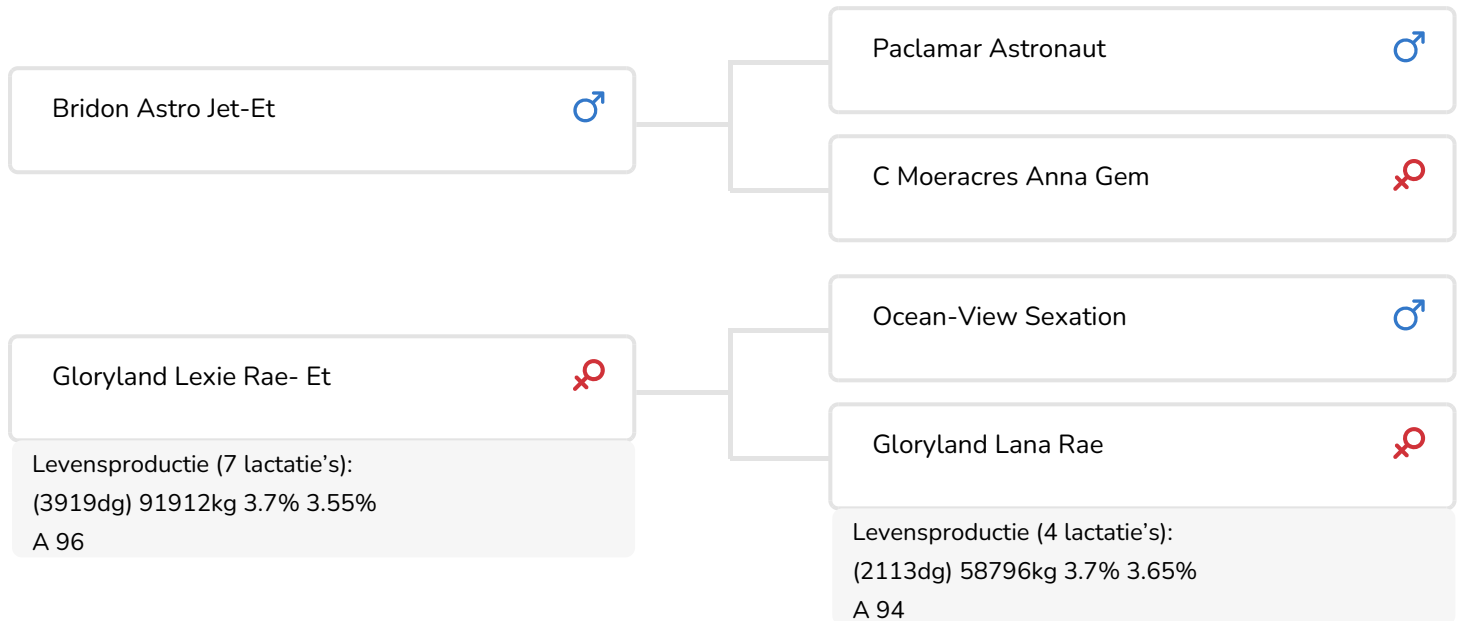 Paclamar Astronaut
Bridon Astro Jet-Et
C Moeracres Anna Gem
Ocean-View Sexation
Gloryland Lexie Rae- Et
Gloryland Lana Rae
Levensproductie (7 lactatie’s):
(3919dg) 91912kg 3.7% 3.55%
A 96
Levensproductie (4 lactatie’s):
(2113dg) 58796kg 3.7% 3.65%
A 94